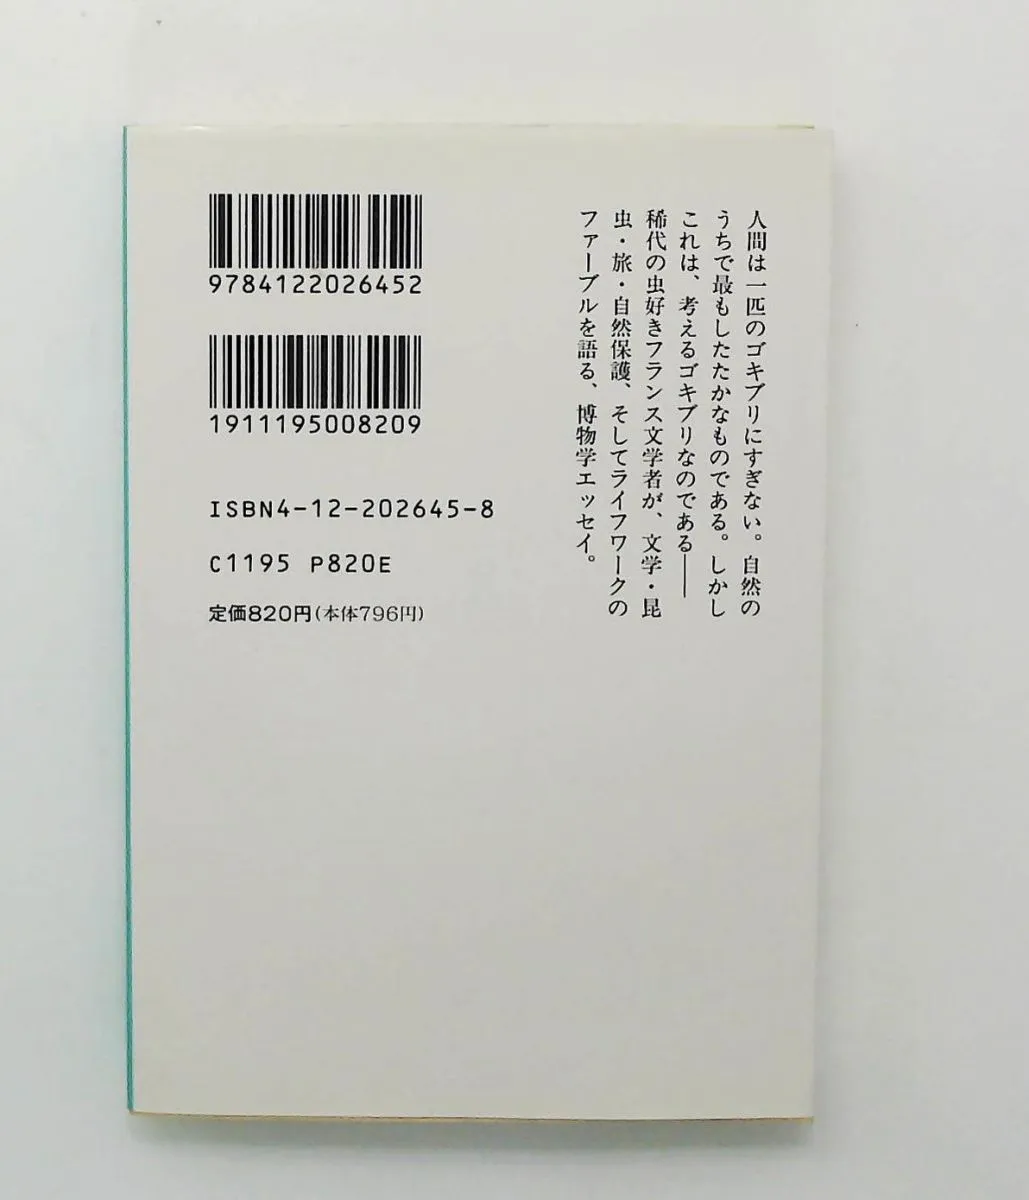 人間は一匹のゴキブリにすぎない。自然の
うちで最もしたたかなものである。しかし
これは、考えるゴキブリなのである――
稀代の虫好きフランス文学者が、文学・昆
虫・旅・自然保護、そしてライフワークの
ファーブルを語る、博物学エッセイ。
9784122026452
1911195008209
ISBN4-12-202645-8
C1195 P820E
定価820円(本体796円)